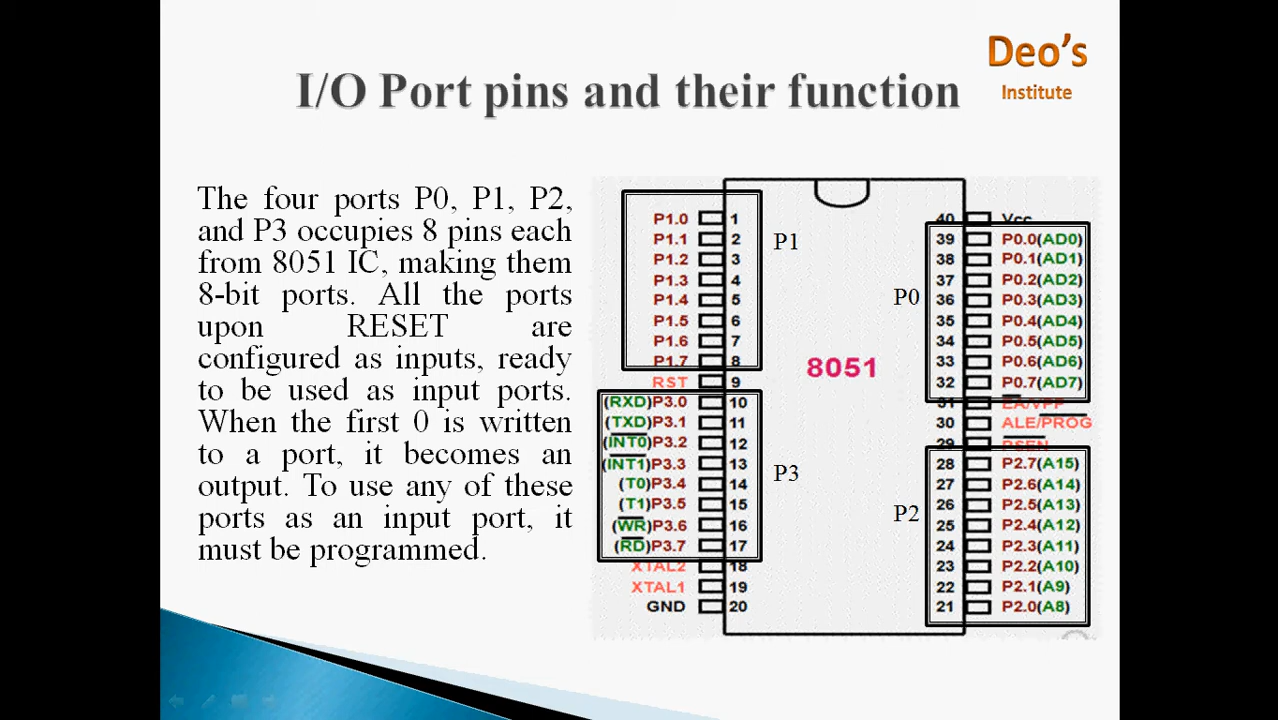 Deo's
Institute
I/O Port pins and their function
The four ports P0, P1, P2,
and P3 occupies 8 pins each
from 8051 IC, making them
8-bit ports. All the ports
upon RESET are
configured as inputs, ready
to be used as input ports.
When the first 0 is written
to a port, it becomes an
output. To use any of these
ports as an input port, it
must be programmed.
P1.0 1
P1.1 2
P1.2 3
P1.3 4
P1.4 5
P1.5 6
P1.6 7
P1.7 8
RST 9
(RXD)P3.0 10
(TXD)P3.1 11
(INT0)P3.2 12
(INT1)P3.3 13
(T0)P3.4 14
(T1)P3.5 15
(WR)P3.6 16
(RD)P3.7 17
XTAL2 18
XTAL1 19
GND 20
P1
P3
8051
P0
P2
40 Vcc
39 P0.0(AD0)
38 P0.1(AD1)
37 P0.2(AD2)
36 P0.3(AD3)
35 P0.4(AD4)
34 P0.5(AD5)
33 P0.6(AD6)
32 P0.7(AD7)
31 EA/VPP
30 ALE/PROG
29 PSEN
28 P2.7(A15)
27 P2.6(A14)
26 P2.5(A13)
25 P2.4(A12)
24 P2.3(A11)
23 P2.2(A10)
22 P2.1(A9)
21 P2.0(A8)